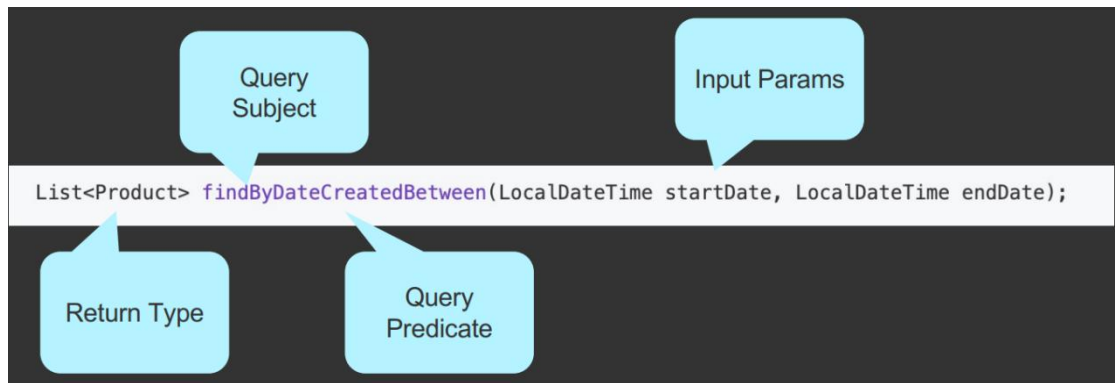 Query
Subject
Input Params
List<Product> findByDateCreatedBetween(LocalDateTime startDate, LocalDateTime endDate);
Return Type
Query
Predicate